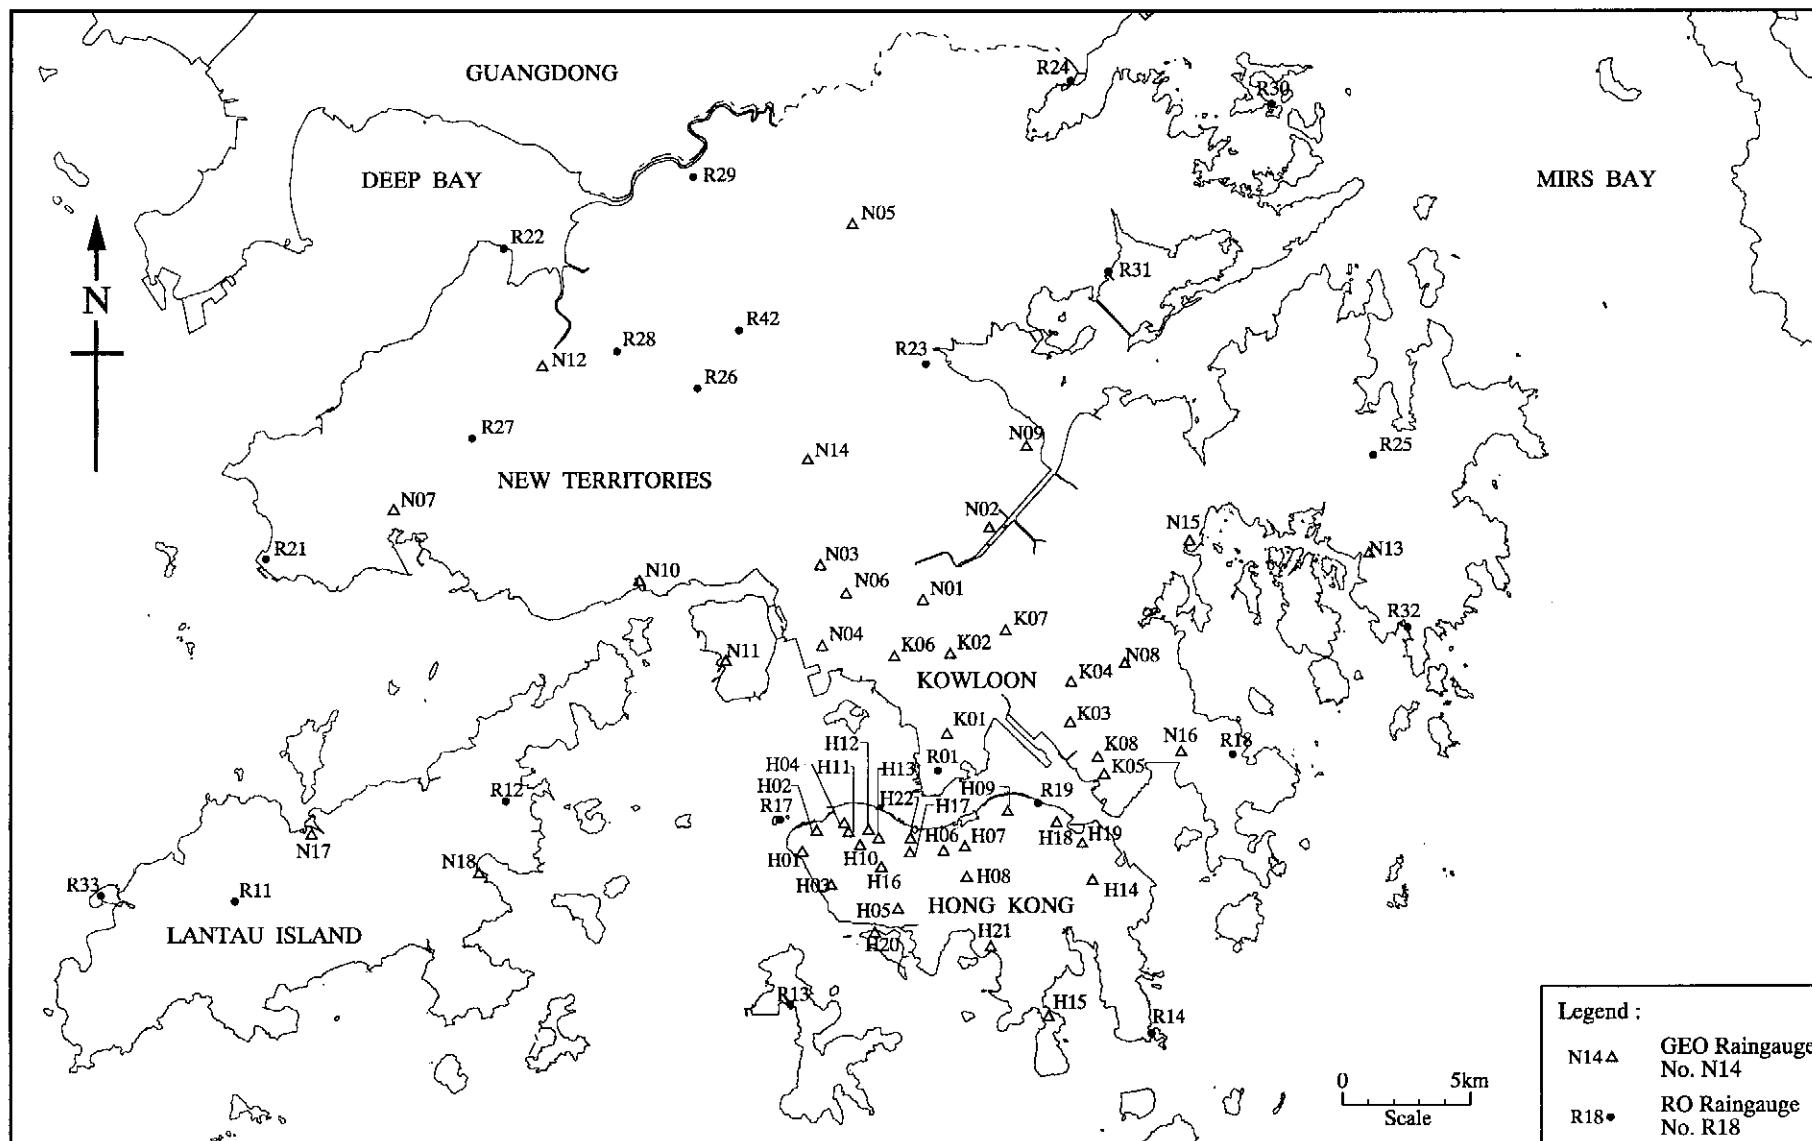 GUANGDONG
R24
R30
DEEP BAY
R29
MIRS BAY
N05
R22
R31
N
R42
R28
N12
R23
R26
R27
N09
R25
N14
NEW TERRITORIES
N07
N02
N15
N13
R21
N03
N10
N06
N01
R32
K07
N04
K06
K02
N11
N08
KOWLOON
K04
K03
K01
H12
N16
R18
K08
H04
H11
H13
R01
K05
H02
H09
R12
R17
H22
H17
R19
H06
H07
H18
H19
N17
H01
H10
N18
H03
H16
H08
H14
R33
R11
H05
HONG KONG
LANTAU ISLAND
H20
H21
R13
H15
R14
Legend :
N14
GEO Raingauge
No. N14
0
5km
Scale
R18
RO Raingauge
No. R18